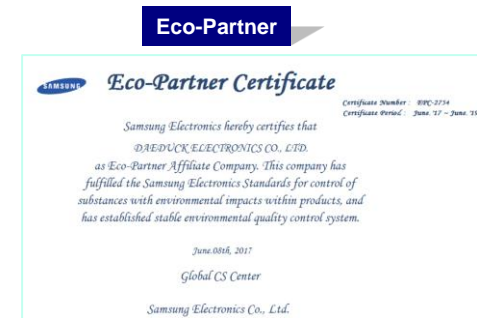 Eco-Partner
SAMSUNG
Eco-Partner Certificate
Certificate Number : EPC-2754
Certificate Period : June. '17 – June. '19
Samsung Electronics hereby certifies that
DAEDUCK ELECTRONICS CO., LTD.
as Eco-Partner Affiliate Company. This company has
fulfilled the Samsung Electronics Standards for control of
substances with environmental impacts within products, and
has established stable environmental quality control system.
June.08th, 2017
Global CS Center
Samsung Electronics Co., Ltd.